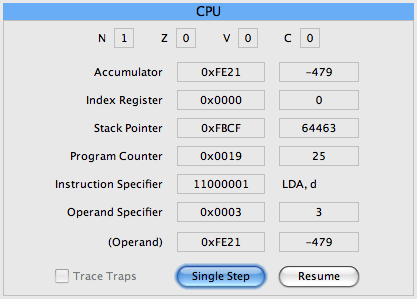 CPU
N 1 Z 0 V 0 C 0
Accumulator 0xFE21 -479
Index Register 0x0000 0
Stack Pointer 0xFBCF 64463
Program Counter 0x0019 25
Instruction Specifier 11000001 LDA, d
Operand Specifier 0x0003 3
(Operand) 0xFE21 -479
Trace Traps Single Step Resume